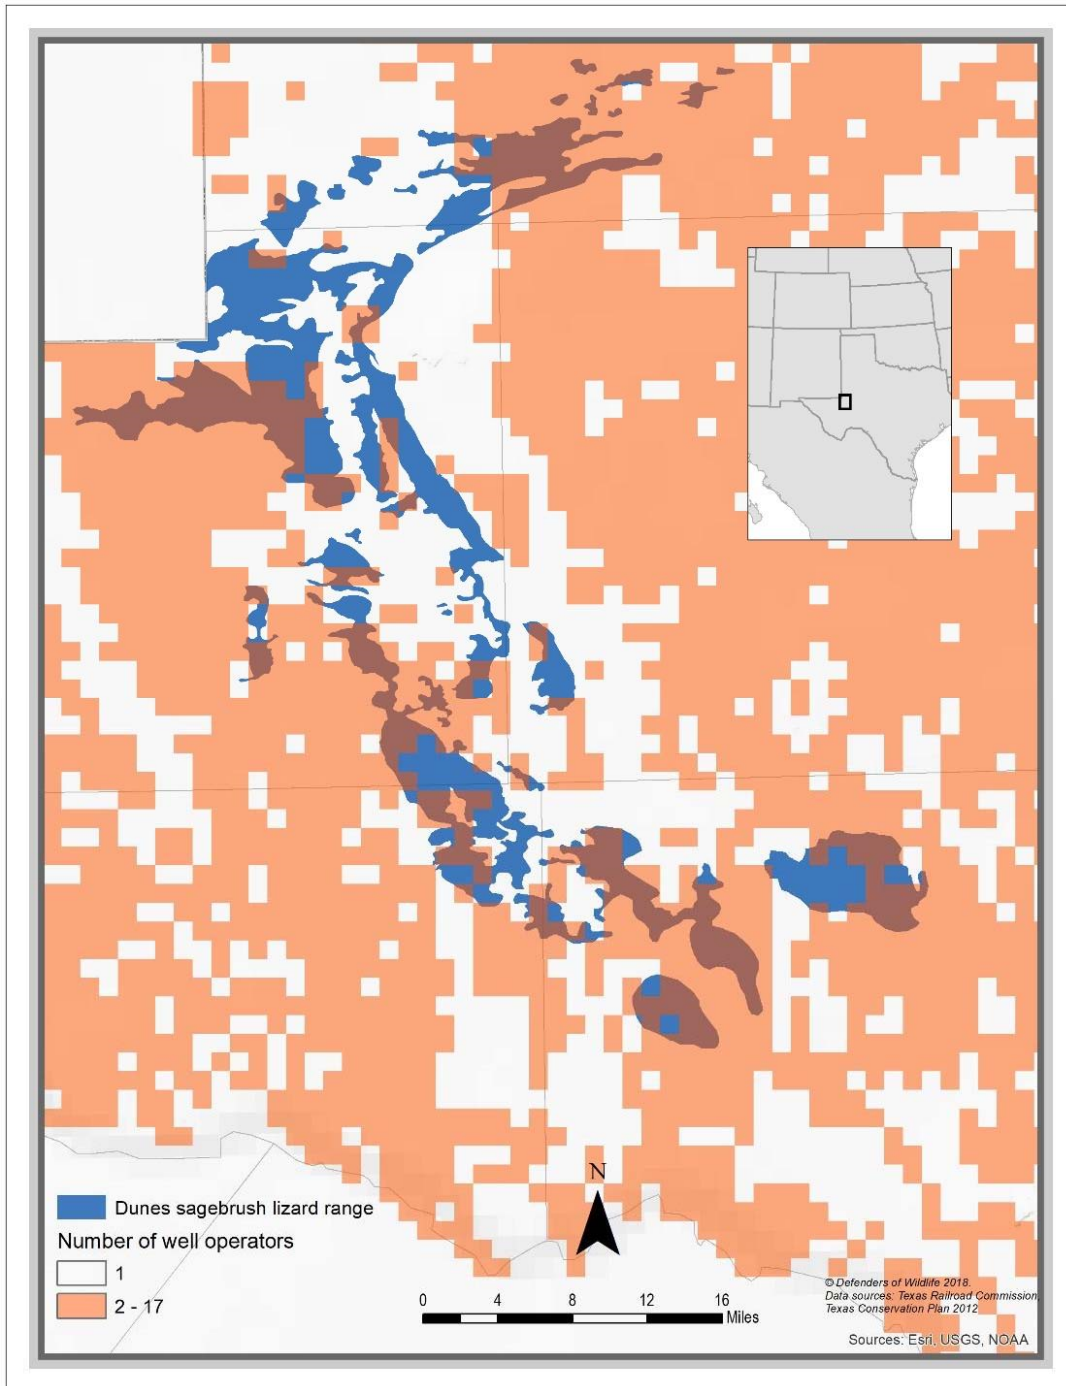 N
Dunes sagebrush lizard range
Number of well operators
1
2 - 17
0 4 8 12 16
Miles
© Defenders of Wildlife 2018.
Data sources: Texas Railroad Commission,
Texas Conservation Plan 2012
Sources: Esri, USGS, NOAA